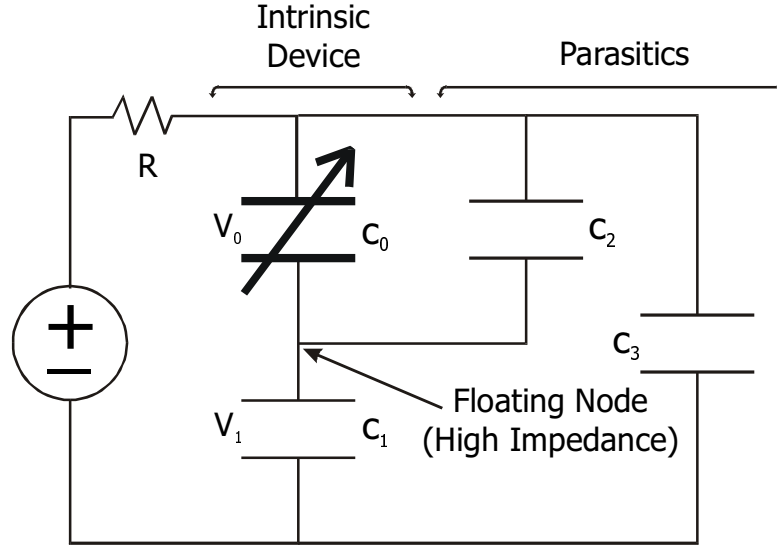 Intrinsic
Device
Parasitics
R
V₀
C₀
C₂
C₃
Floating Node
(High Impedance)
V₁
C₁